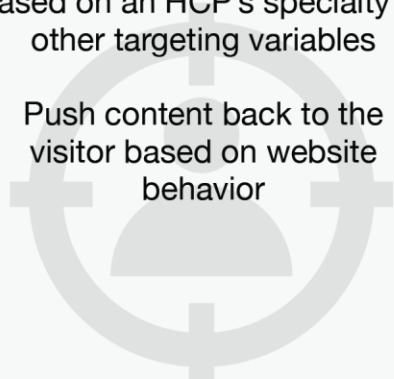 ased on an HCP's specialty
other targeting variables
Push content back to the
visitor based on website
behavior